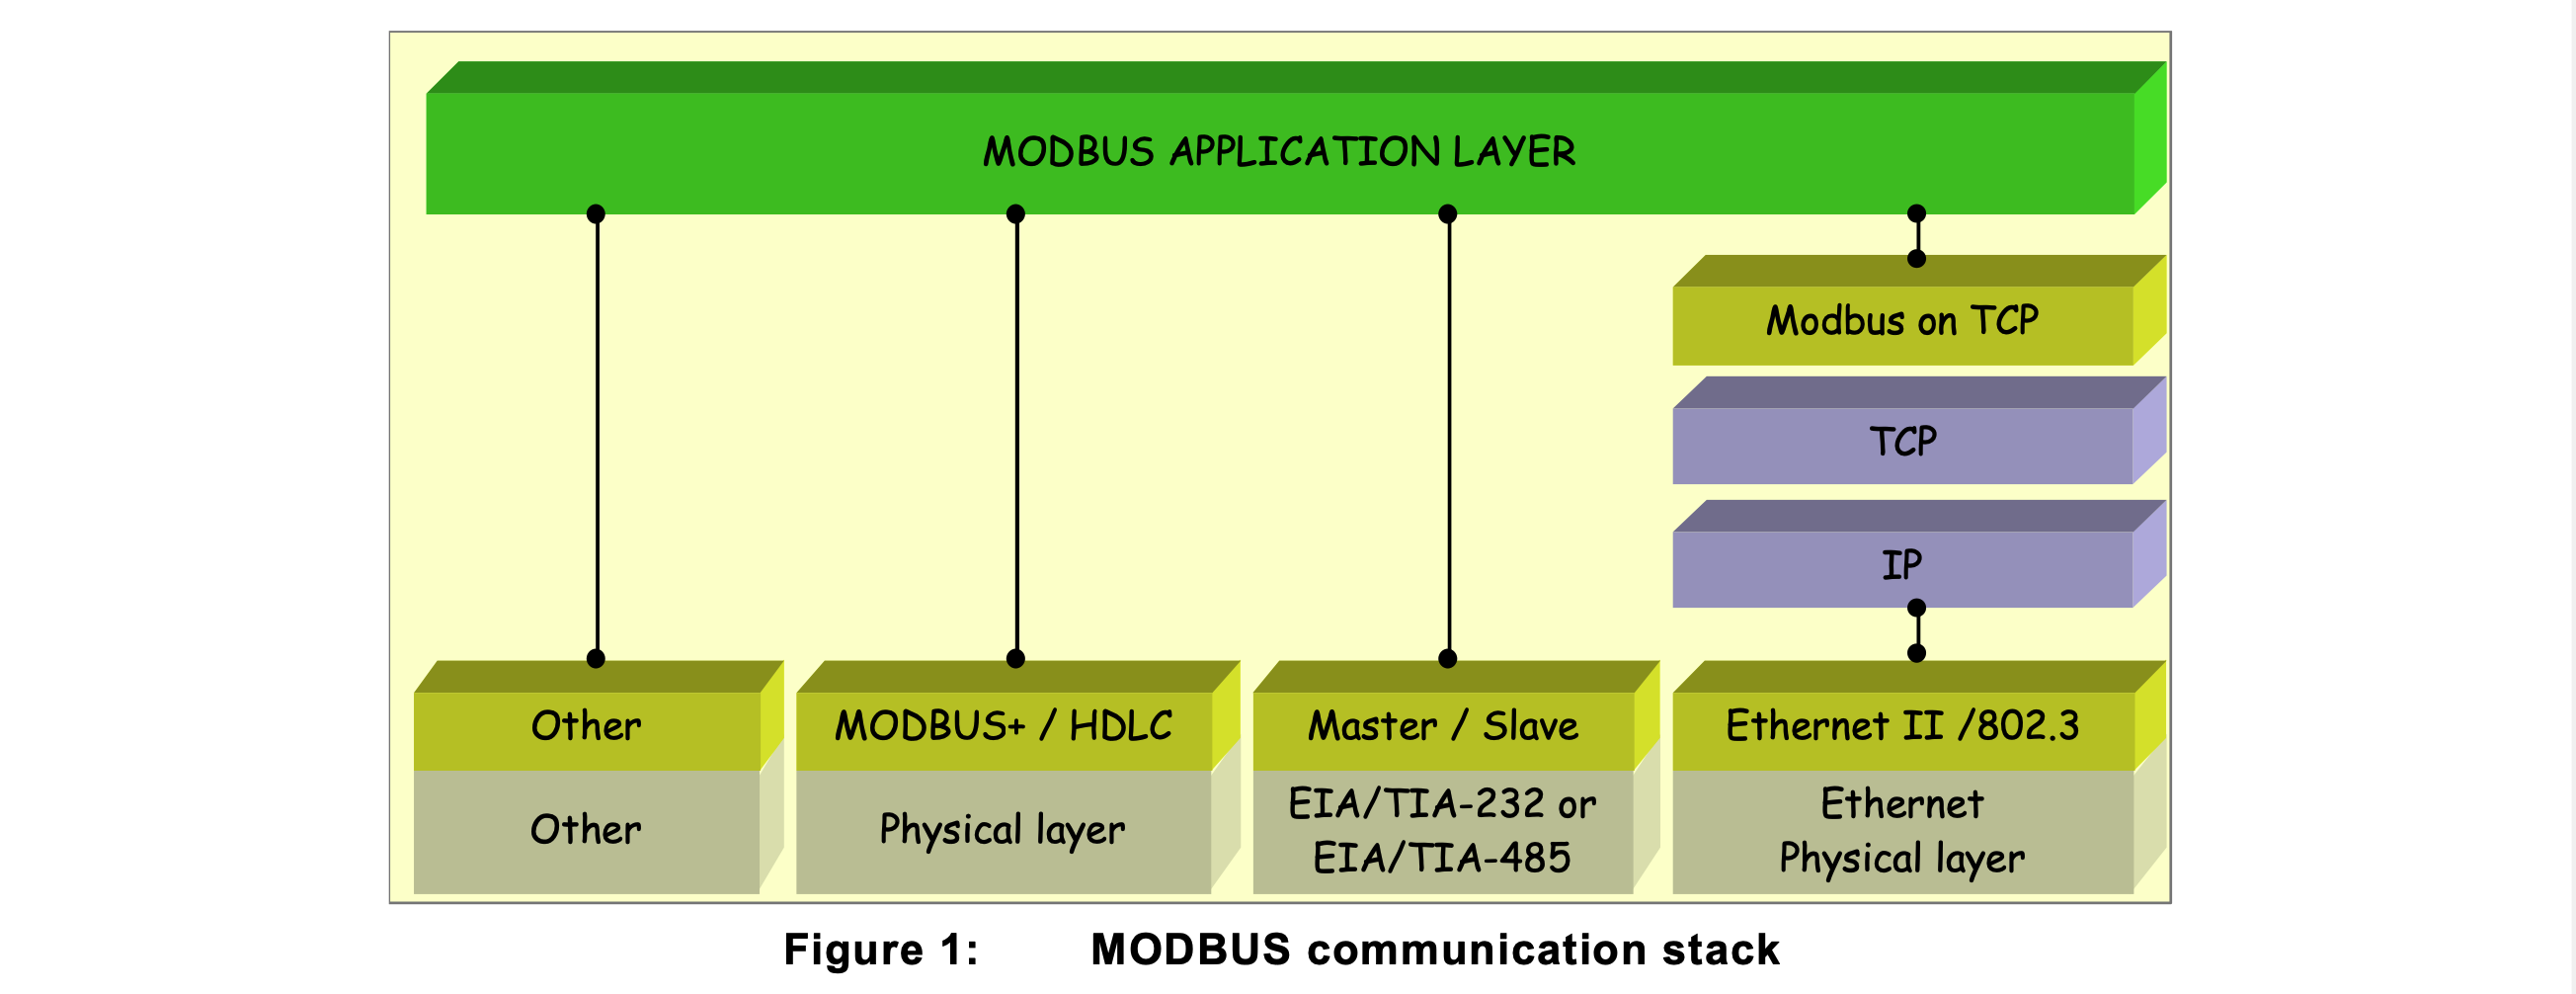 MODBUS APPLICATION LAYER
Modbus on TCP
TCP
IP
Other
MODBUS+ / HDLC
Master / Slave
Ethernet II /802.3
Other
Physical layer
EIA/TIA-232 or
EIA/TIA-485
Ethernet
Physical layer
Figure 1: MODBUS communication stack